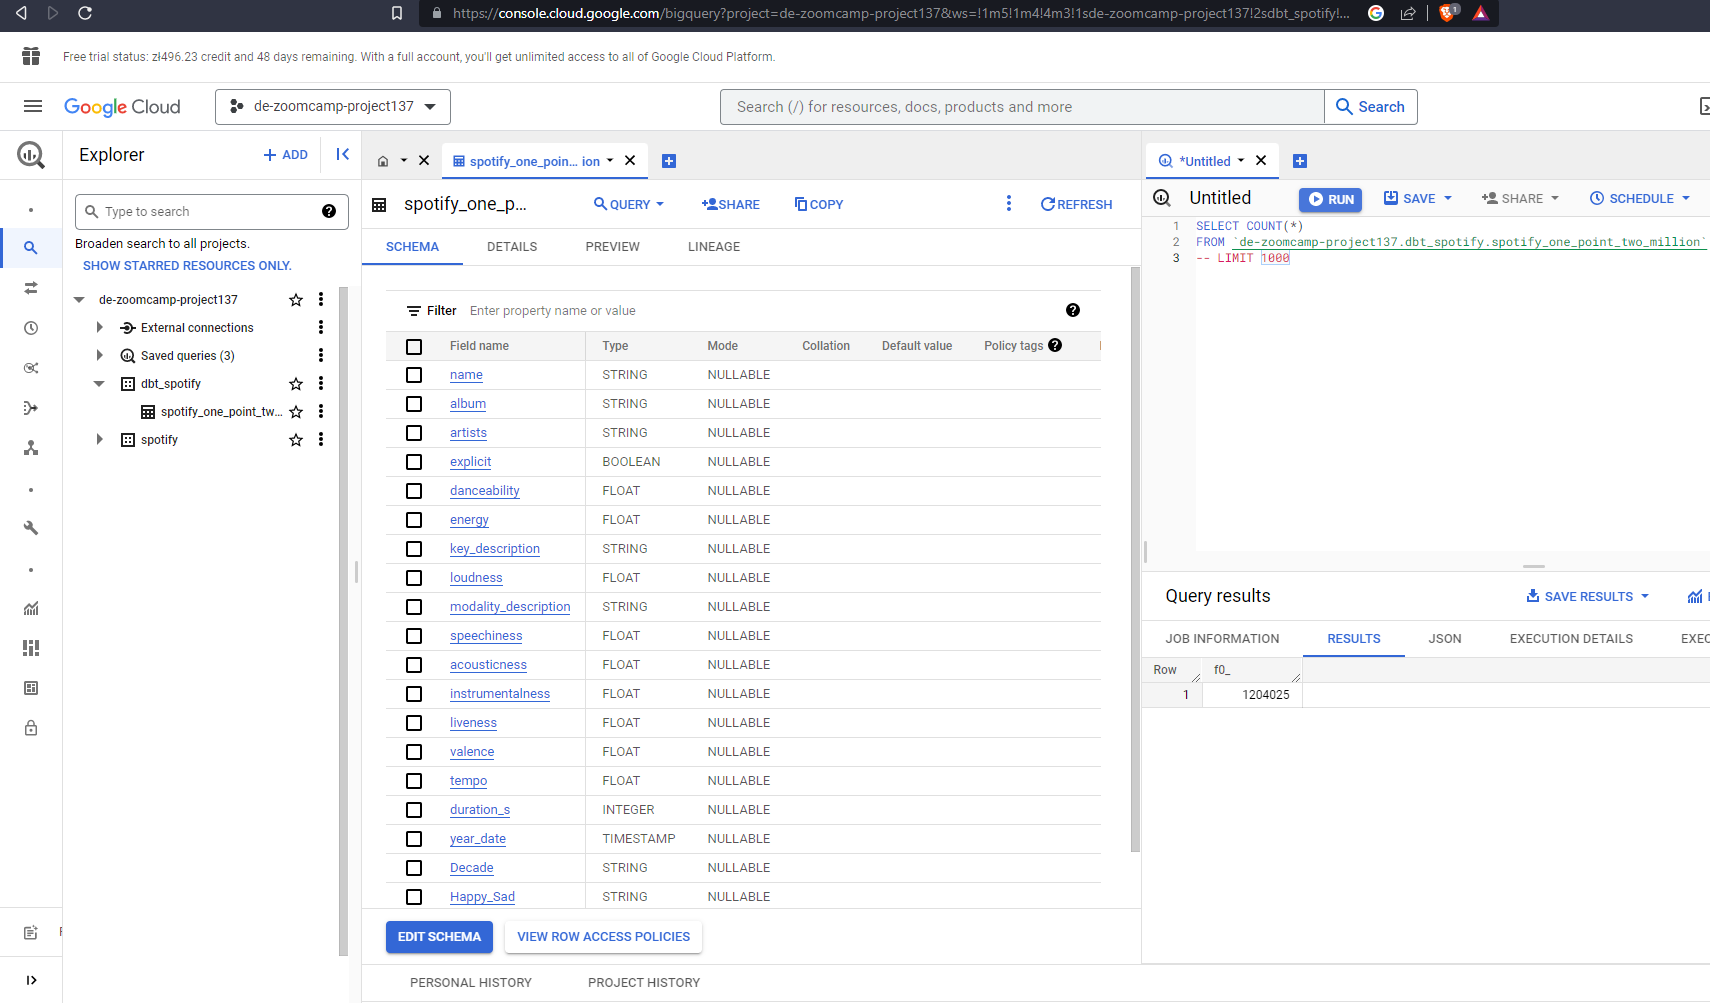 https://console.cloud.google.com/bigquery?project=de-zoomcamp-project137&ws=!1m5!1m4!4m3!1sde-zoomcamp-project137!2sdbt_spotify!...
1
Free trial status: zł496.23 credit and 48 days remaining. With a full account, you'll get unlimited access to all of Google Cloud Platform.
Google Cloud
de-zoomcamp-project137
Search (/) for resources, docs, products and more
Search
Explorer
+ ADD
Type to search
Broaden search to all projects.
SHOW STARRED RESOURCES ONLY.
de-zoomcamp-project137
External connections
Saved queries (3)
dbt_spotify
spotify_one_point_tw...
spotify
spotify_one_poin... ion
spotify_one_p...
QUERY
SHARE
COPY
REFRESH
SCHEMA DETAILS PREVIEW LINEAGE
Filter Enter property name or value
Field name Type Mode Collation Default value Policy tags
name STRING NULLABLE
album STRING NULLABLE
artists STRING NULLABLE
explicit BOOLEAN NULLABLE
danceability FLOAT NULLABLE
energy FLOAT NULLABLE
key_description STRING NULLABLE
loudness FLOAT NULLABLE
modality_description STRING NULLABLE
speechiness FLOAT NULLABLE
acousticness FLOAT NULLABLE
instrumentalness FLOAT NULLABLE
liveness FLOAT NULLABLE
valence FLOAT NULLABLE
tempo FLOAT NULLABLE
duration_s INTEGER NULLABLE
year_date TIMESTAMP NULLABLE
Decade STRING NULLABLE
Happy_Sad STRING NULLABLE
EDIT SCHEMA
VIEW ROW ACCESS POLICIES
PERSONAL HISTORY PROJECT HISTORY
*Untitled
Untitled
RUN
SAVE
SHARE
SCHEDULE
1 SELECT COUNT(*)
2 FROM `de-zoomcamp-project137.dbt_spotify.spotify_one_point_two_million`
3 -- LIMIT 1000
Query results
SAVE RESULTS
JOB INFORMATION RESULTS JSON EXECUTION DETAILS EXEC
Row f0_
1 1204025